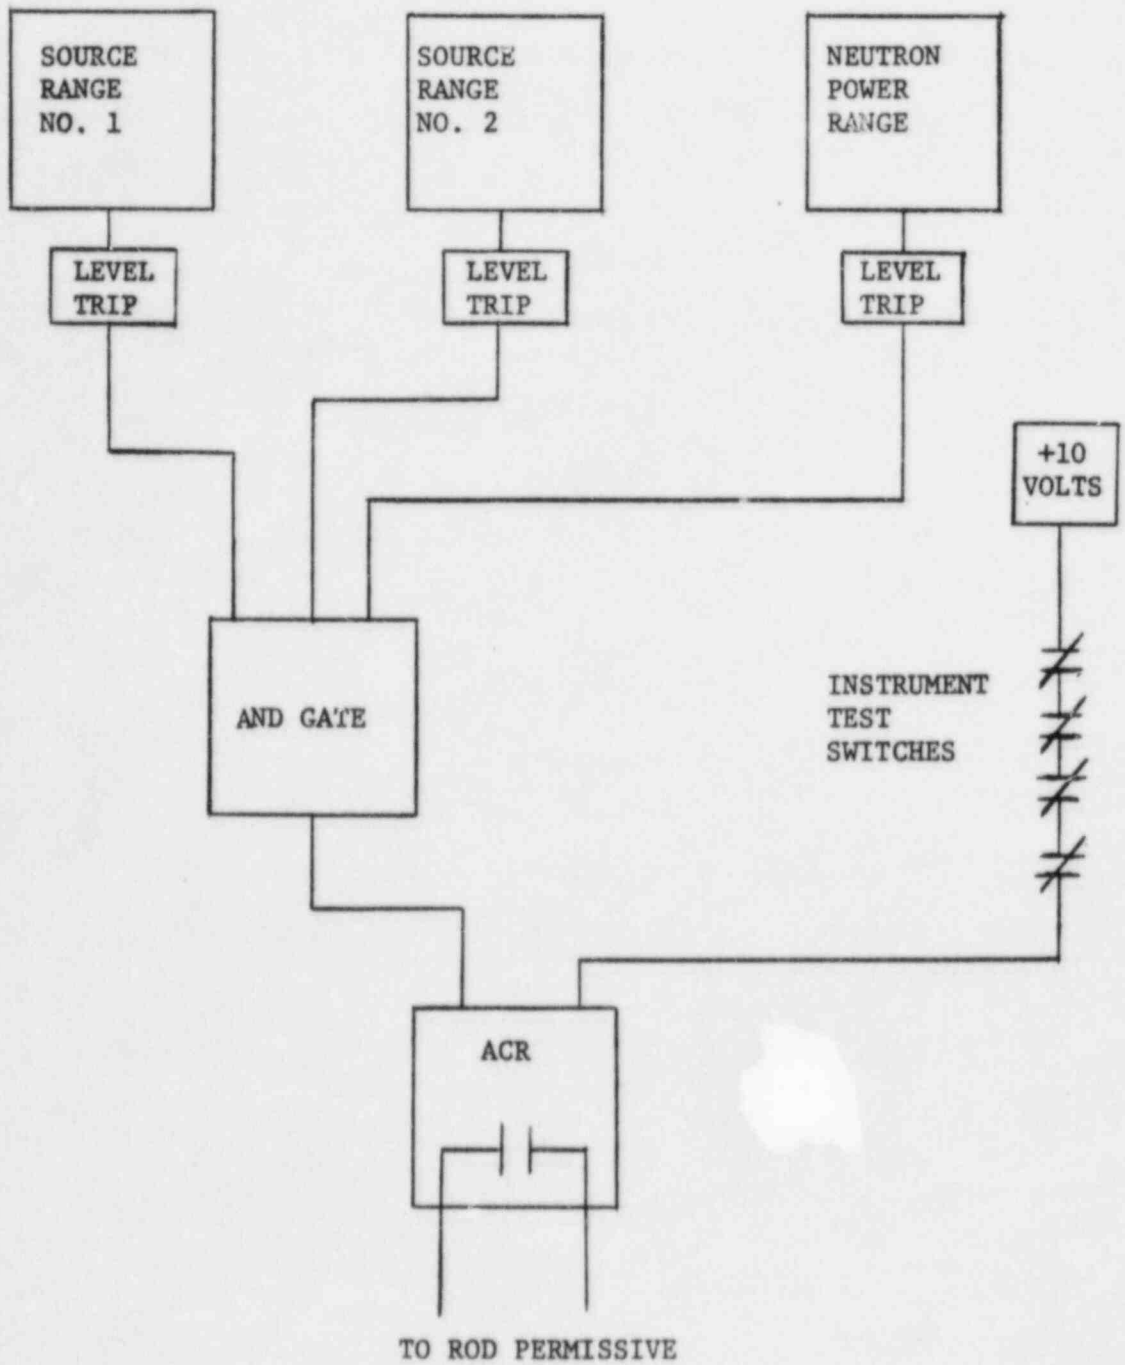 SOURCE
RANGE
NO. 1
SOURCE
RANGE
NO. 2
NEUTRON
POWER
RANGE
LEVEL
TRIP
LEVEL
TRIP
LEVEL
TRIP
+10
VOLTS
AND GATE
INSTRUMENT
TEST
SWITCHES
ACR
TO ROD PERMISSIVE